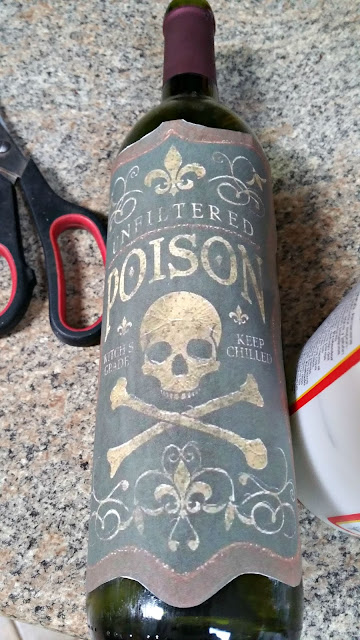 UNFILTERED
POISON
WITCH'S KEEP
GRADE CHILLED